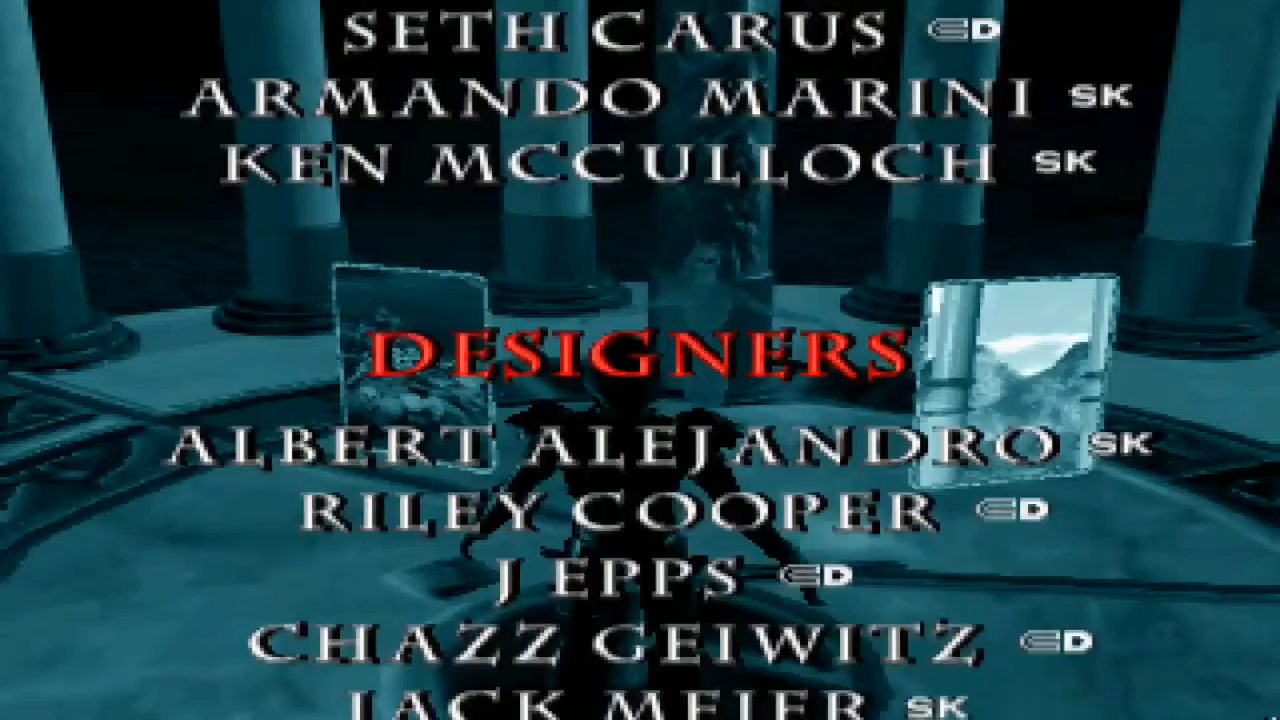 SETH CARUS ED
ARMANDO MARINI SK
KEN MCCULLOCH SK
DESIGNERS
ALBERT ALEJANDRO SK
RILEY COOPER ED
J EPPS ED
CHAZZ GEIWITZ ED
JACK MEIER SK